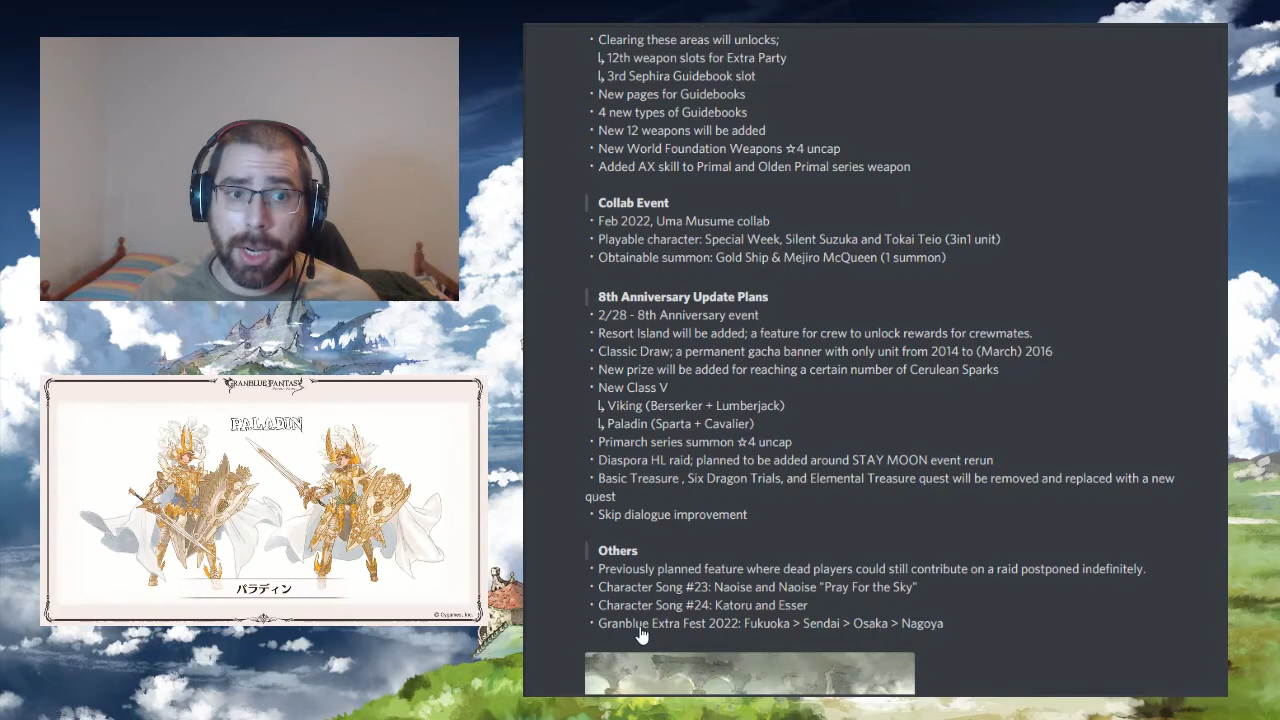 ・Clearing these areas will unlocks;
↳ 12th weapon slots for Extra Party
↳ 3rd Sephira Guidebook slot
・New pages for Guidebooks
・4 new types of Guidebooks
・New 12 weapons will be added
・New World Foundation Weapons ☆4 uncap
・Added AX skill to Primal and Olden Primal series weapon
Collab Event
・Feb 2022, Uma Musume collab
・Playable character: Special Week, Silent Suzuka and Tokai Teio (3in1 unit)
・Obtainable summon: Gold Ship & Mejiro McQueen (1 summon)
8th Anniversary Update Plans
・2/28 - 8th Anniversary event
・Resort Island will be added; a feature for crew to unlock rewards for crewmates.
・Classic Draw; a permanent gacha banner with only unit from 2014 to (March) 2016
・New prize will be added for reaching a certain number of Cerulean Sparks
・New Class V
↳ Viking (Berserker + Lumberjack)
↳ Paladin (Sparta + Cavalier)
・Primarch series summon ☆4 uncap
・Diaspora HL raid; planned to be added around STAY MOON event rerun
・Basic Treasure , Six Dragon Trials, and Elemental Treasure quest will be removed and replaced with a new
quest
・Skip dialogue improvement
Others
・Previously planned feature where dead players could still contribute on a raid postponed indefinitely.
・Character Song #23: Naoise and Naoise "Pray For the Sky"
・Character Song #24: Katoru and Esser
・Granblue Extra Fest 2022: Fukuoka > Sendai > Osaka > Nagoya
GRANBLUE FANTASY
PALADIN
パラディン
© Cygames, Inc.